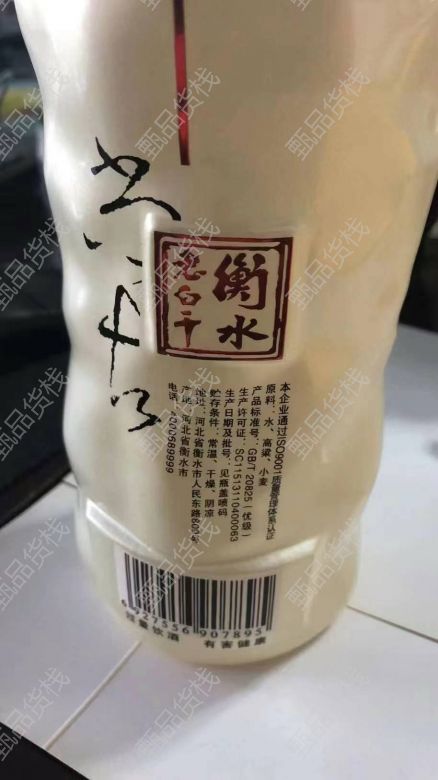 衡水
老白干
本企业通过ISO9001质量管理体系认证
原料：水、高粱、小麦
产品标准号：GB/T 20825（优级）
生产许可证：SC11513110400063
生产日期及批号：见瓶盖喷码
贮存条件：常温、干燥、阴凉
地址：河北省衡水市人民东路601号
产地：河北省衡水市
6 927556 907895
过量饮酒 有害健康
甄品货栈